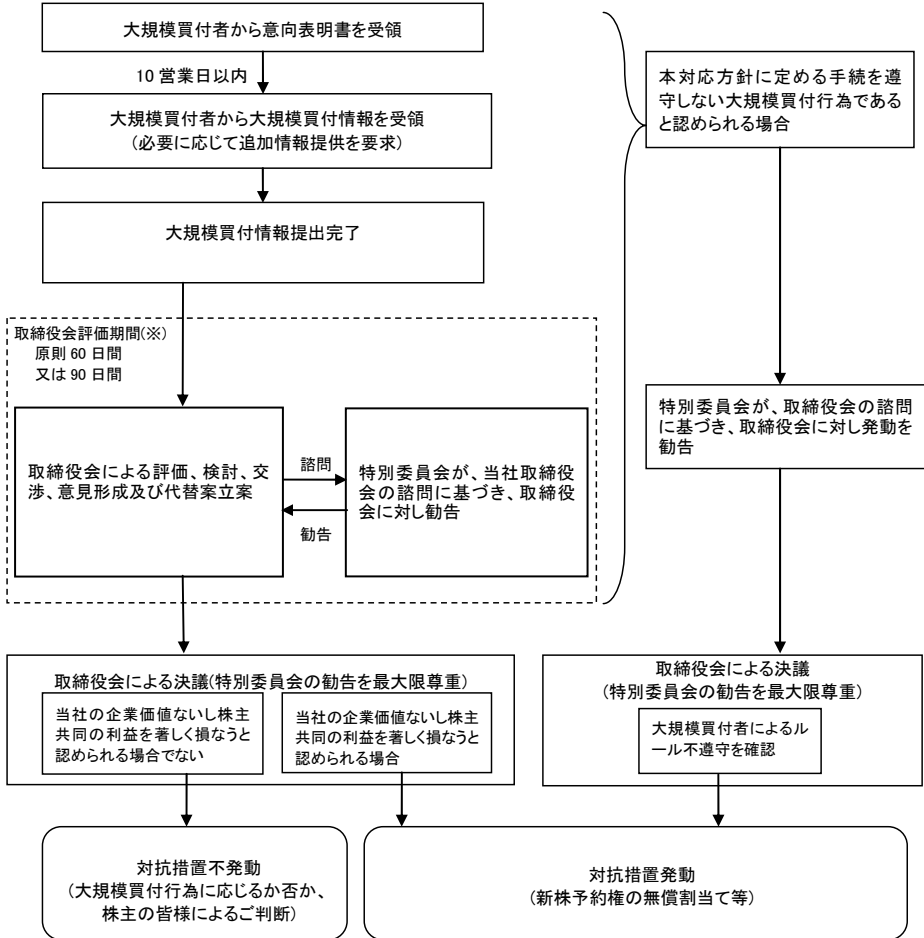 大規模買付者から意向表明書を受領
10 営業日以内
大規模買付者から大規模買付情報を受領
(必要に応じて追加情報提供を要求)
大規模買付情報提出完了
本対応方針に定める手続を遵
守しない大規模買付行為である
と認められる場合
取締役会評価期間(※)
原則 60 日間
又は 90 日間
取締役会による評価、検討、交
渉、意見形成及び代替案立案
諮問
勧告
特別委員会が、当社取締役
会の諮問に基づき、取締役
会に対し勧告
特別委員会が、取締役会の諮問
に基づき、取締役会に対し発動を
勧告
取締役会による決議(特別委員会の勧告を最大限尊重)
当社の企業価値ないし株主
共同の利益を著しく損なうと
認められる場合でない
当社の企業価値ないし株主
共同の利益を著しく損なうと
認められる場合
取締役会による決議
(特別委員会の勧告を最大限尊重)
大規模買付者によるル
ール不遵守を確認
対抗措置不発動
(大規模買付行為に応じるか否か、
株主の皆様によるご判断)
対抗措置発動
(新株予約権の無償割当て等)